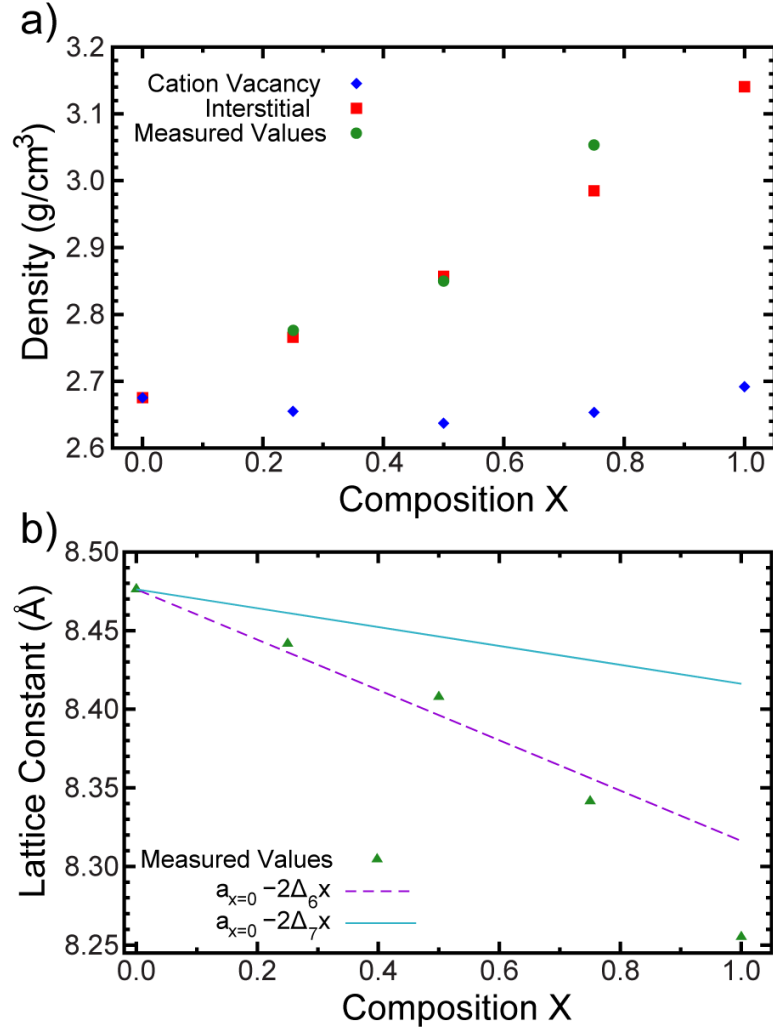 a)
3.2
3.1
3.0
2.9
2.8
2.7
2.6
Density (g/cm³)
Cation Vacancy
Interstitial
Measured Values
0.0 0.2 0.4 0.6 0.8 1.0
Composition X
b)
8.50
8.45
8.40
8.35
8.30
8.25
Lattice Constant (Å)
Measured Values
aₓ₌₀ −2Δ₆x
aₓ₌₀ −2Δ₇x
0.0 0.2 0.4 0.6 0.8 1.0
Composition X